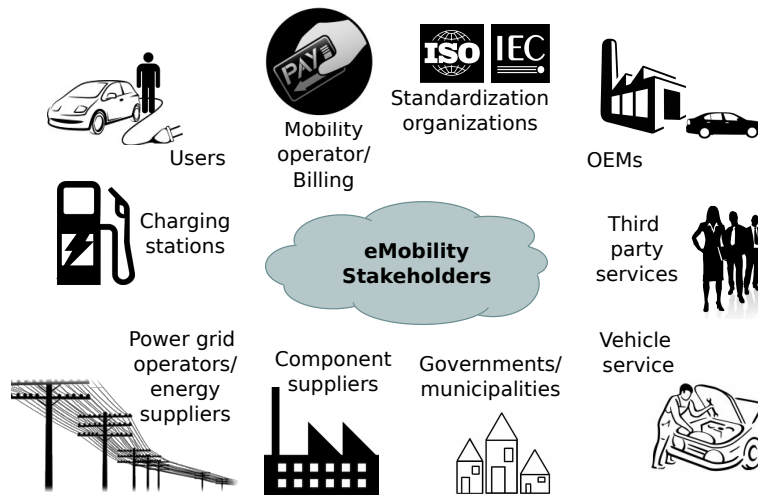 PAY
ISO
IEC
Users
Mobility
operator/
Billing
Standardization
organizations
OEMs
Charging
stations
eMobility
Stakeholders
Third
party
services
Power grid
operators/
energy
suppliers
Component
suppliers
Governments/
municipalities
Vehicle
service